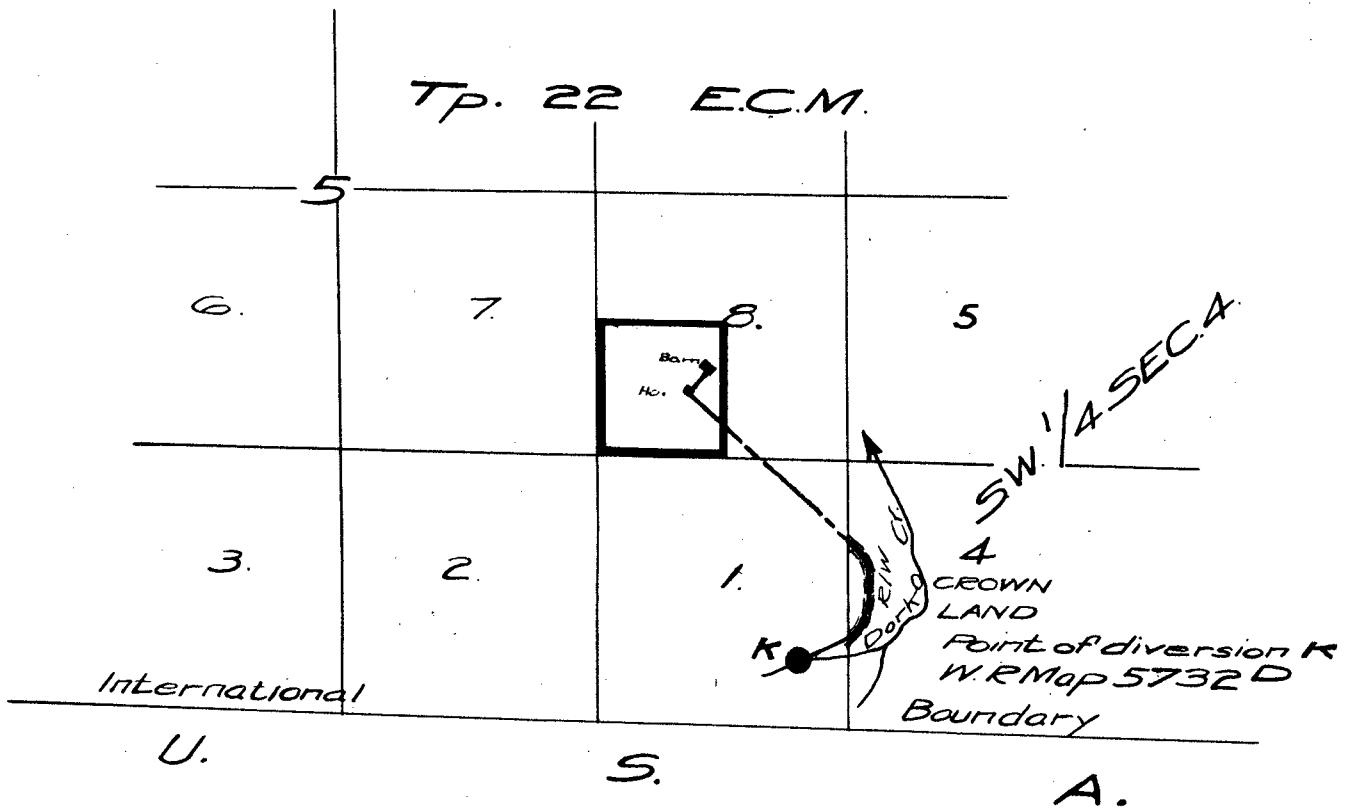 Tp. 22 E.C.M.
5
6.
7.
8.
5
Barn
Ho.
SW. 1/4 SEC. 4.
3.
2.
1.
R/W
Dorko Cr.
4
CROWN
LAND
K
Point of diversion K
W.R Map 5732 D
International Boundary
U. S. A.